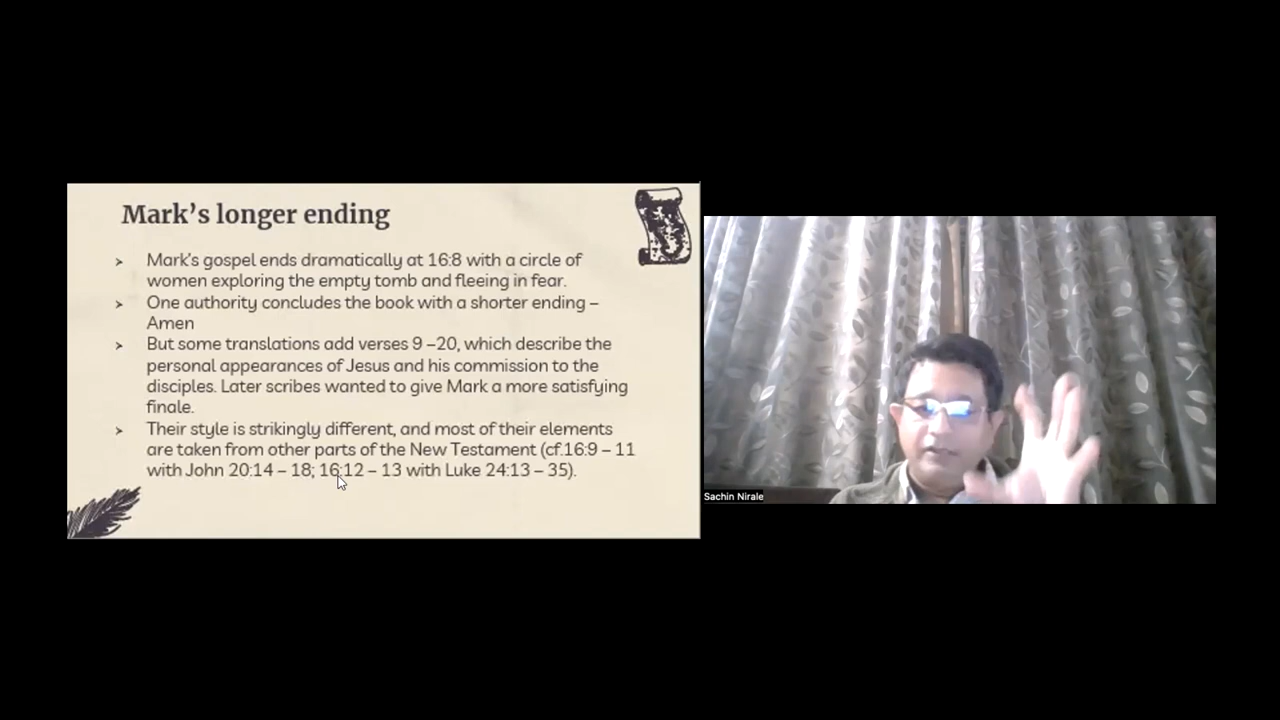 Mark's longer ending
➢ Mark's gospel ends dramatically at 16:8 with a circle of
women exploring the empty tomb and fleeing in fear.
➢ One authority concludes the book with a shorter ending –
Amen
➢ But some translations add verses 9 –20, which describe the
personal appearances of Jesus and his commission to the
disciples. Later scribes wanted to give Mark a more satisfying
finale.
➢ Their style is strikingly different, and most of their elements
are taken from other parts of the New Testament (cf.16:9 – 11
with John 20:14 – 18; 16:12 – 13 with Luke 24:13 – 35).
Sachin Nirale